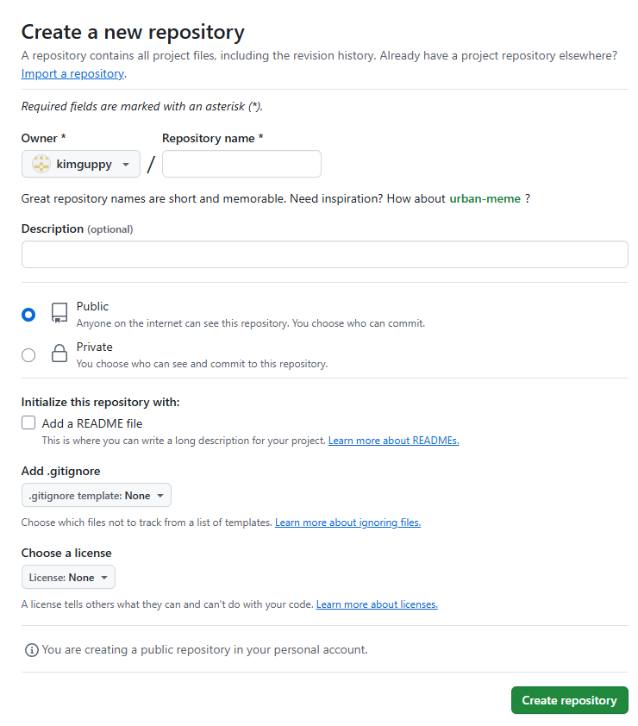 Create a new repository
A repository contains all project files, including the revision history. Already have a project repository elsewhere?
Import a repository.
Required fields are marked with an asterisk (*).
Owner *
Repository name *
kimguppy
/
Great repository names are short and memorable. Need inspiration? How about urban-meme ?
Description (optional)
Public
Anyone on the internet can see this repository. You choose who can commit.
Private
You choose who can see and commit to this repository.
Initialize this repository with:
Add a README file
This is where you can write a long description for your project. Learn more about READMEs.
Add .gitignore
.gitignore template: None
Choose which files not to track from a list of templates. Learn more about ignoring files.
Choose a license
License: None
A license tells others what they can and can't do with your code. Learn more about licenses.
You are creating a public repository in your personal account.
Create repository